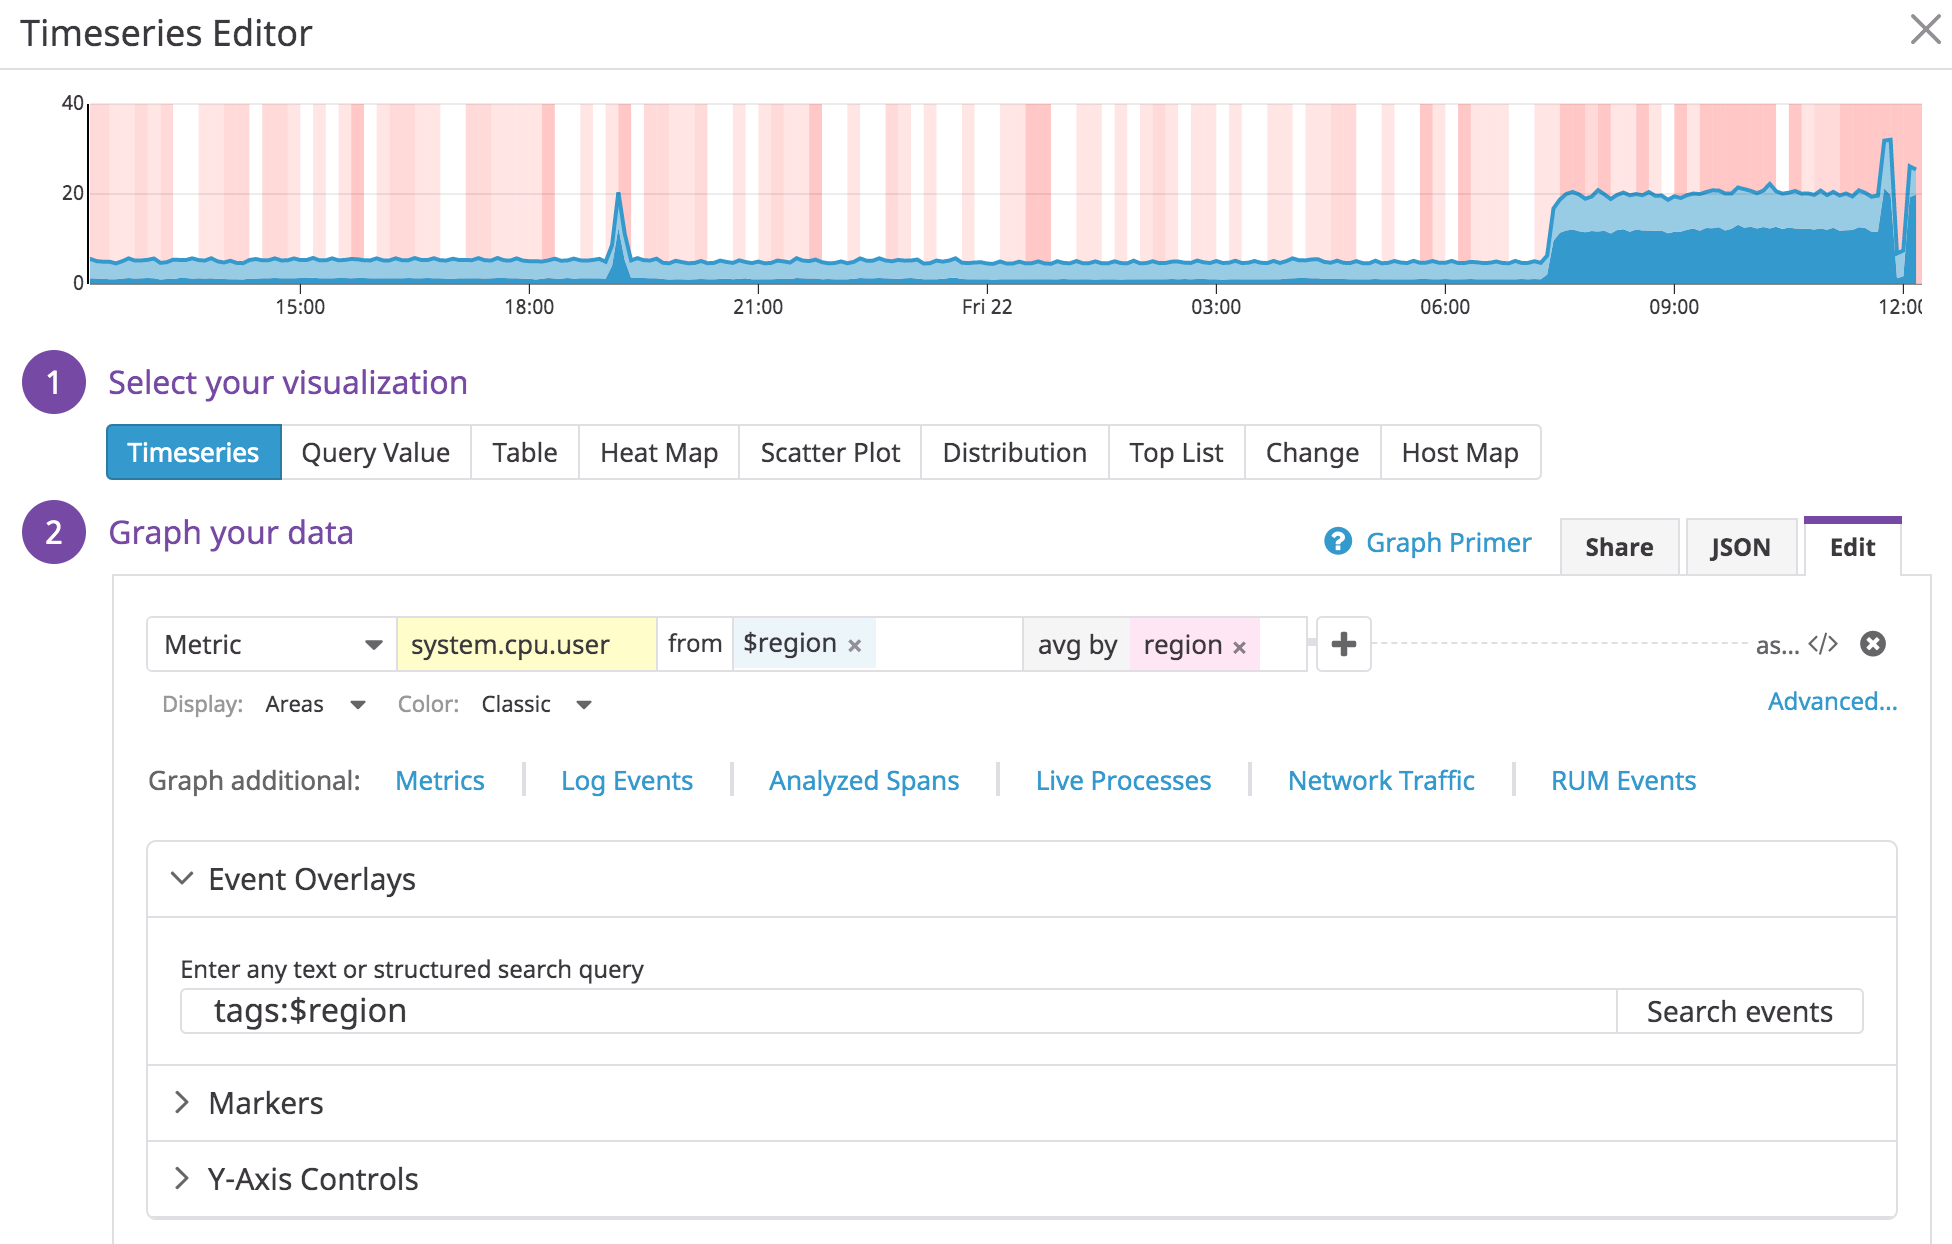 Timeseries Editor
40
20
0
15:00 18:00 21:00 Fri 22 03:00 06:00 09:00 12:00
1 Select your visualization
Timeseries Query Value Table Heat Map Scatter Plot Distribution Top List Change Host Map
2 Graph your data
? Graph Primer Share JSON Edit
Metric system.cpu.user from $region × avg by region × + as... </>
Display: Areas Color: Classic Advanced...
Graph additional: Metrics Log Events Analyzed Spans Live Processes Network Traffic RUM Events
Event Overlays
Enter any text or structured search query
tags:$region Search events
Markers
Y-Axis Controls